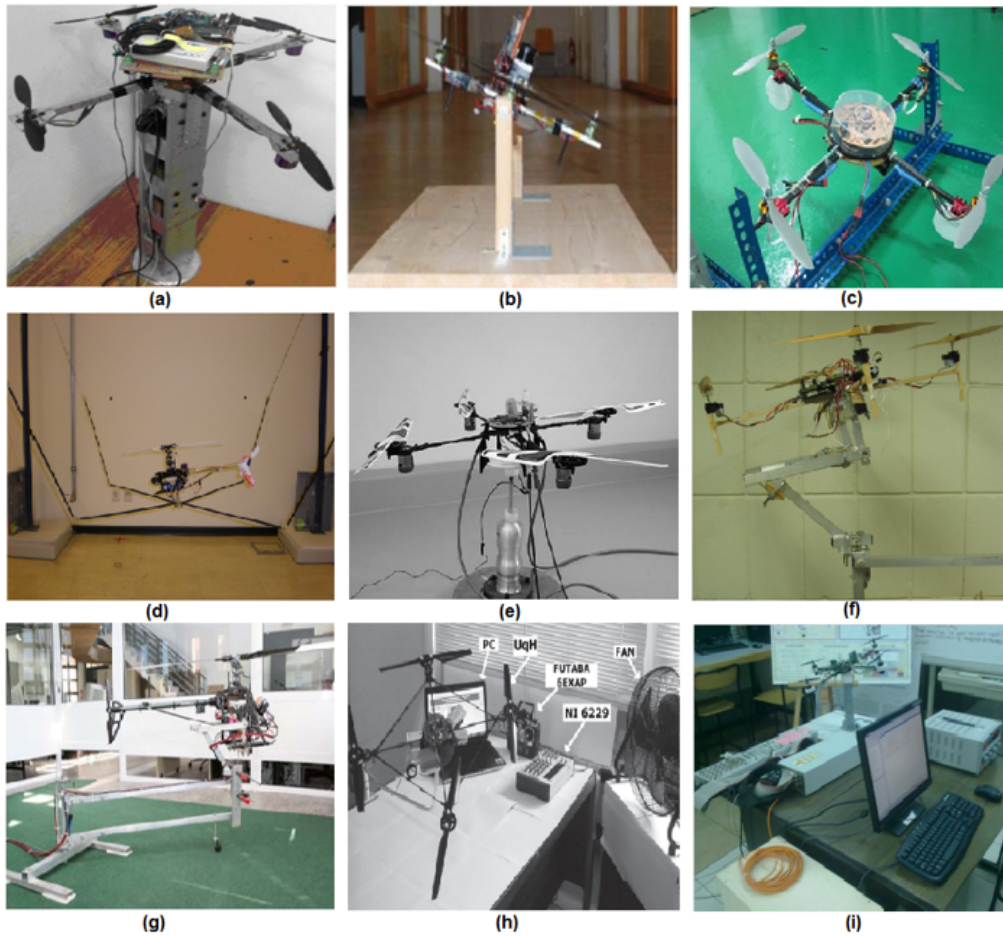 (a)
(b)
(c)
(d)
(e)
(f)
PC
UqH
FUTABA
6EXAP
FAN
NI 6229
(g)
(h)
(i)